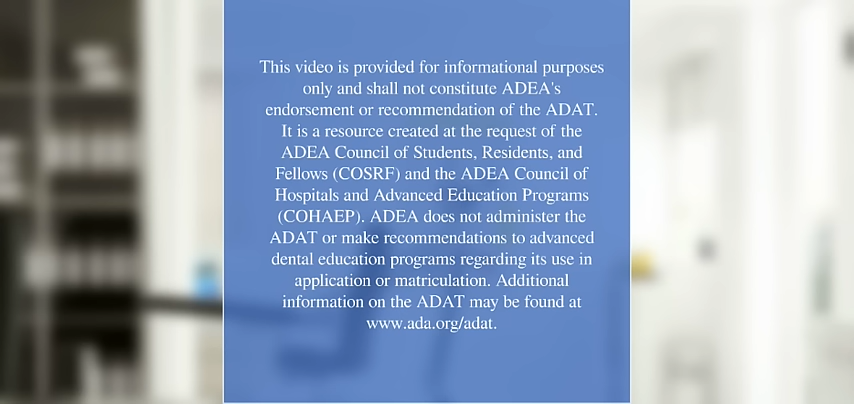 This video is provided for informational purposes
only and shall not constitute ADEA's
endorsement or recommendation of the ADAT.
It is a resource created at the request of the
ADEA Council of Students, Residents, and
Fellows (COSRF) and the ADEA Council of
Hospitals and Advanced Education Programs
(COHAEP). ADEA does not administer the
ADAT or make recommendations to advanced
dental education programs regarding its use in
application or matriculation. Additional
information on the ADAT may be found at
www.ada.org/adat.